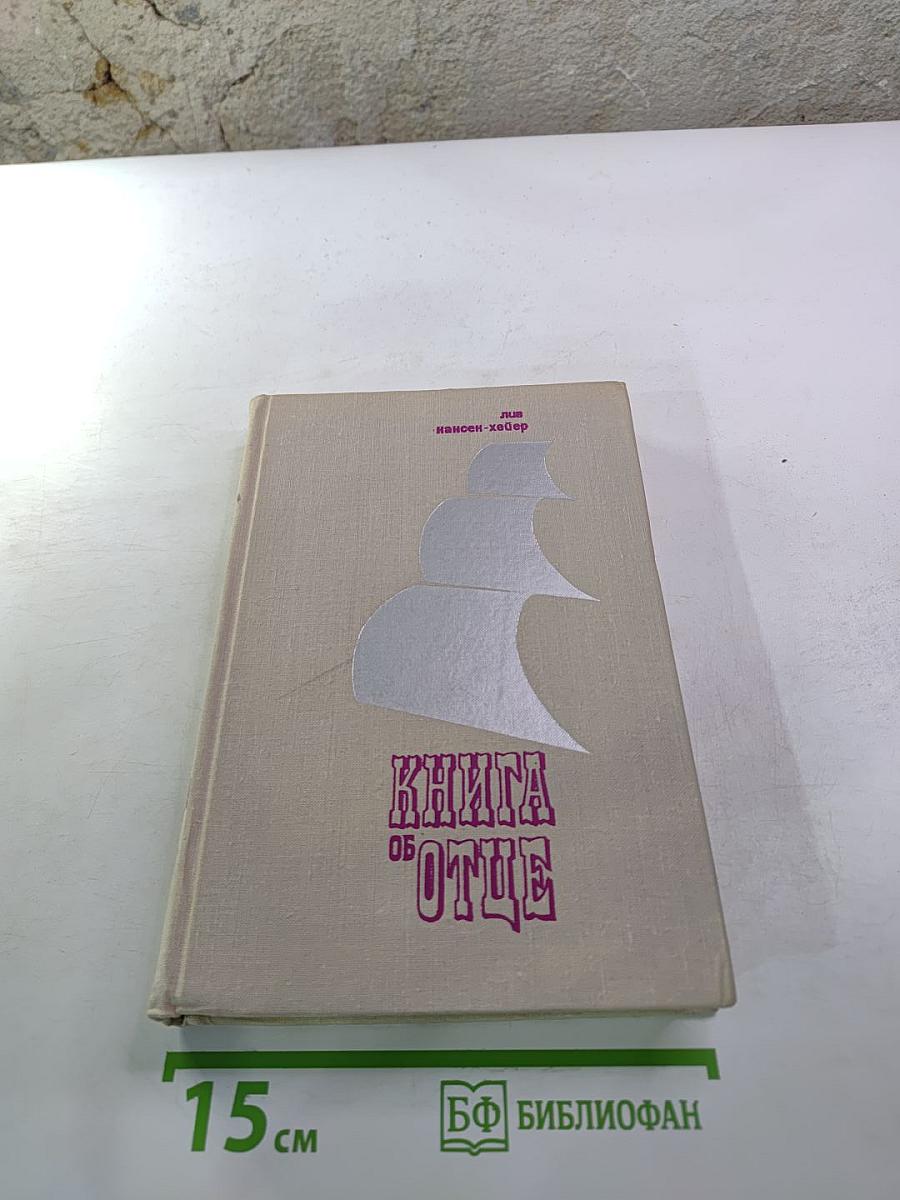 лив
нансен-хейер
КНИГА
ОБ
ОТЦЕ
15 см
БФ БИБЛИОФАН